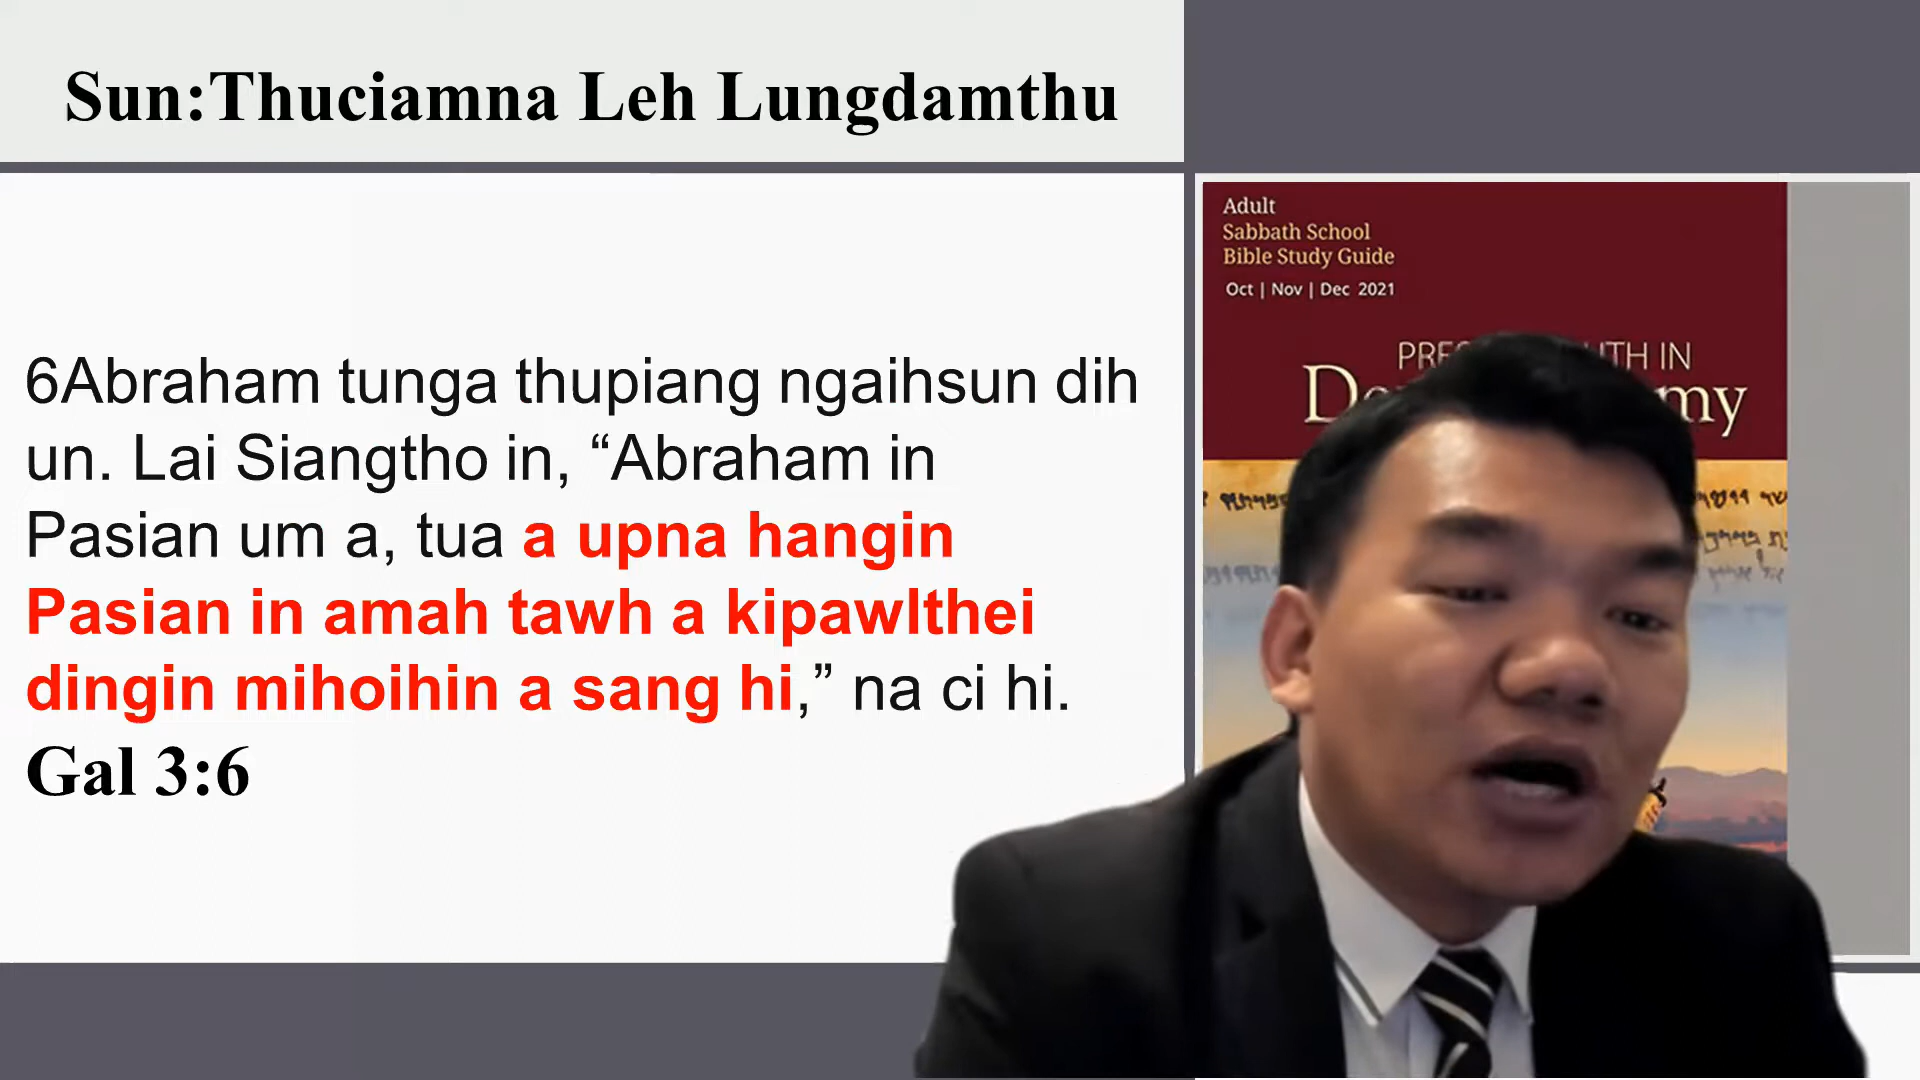 Sun:Thuciamna Leh Lungdamthu
6Abraham tunga thupiang ngaihsun dih
un. Lai Siangtho in, “Abraham in
Pasian um a, tua a upna hangin
Pasian in amah tawh a kipawlthei
dingin mihoihin a sang hi,” na ci hi.
Gal 3:6
Adult
Sabbath School
Bible Study Guide
Oct | Nov | Dec 2021
IN